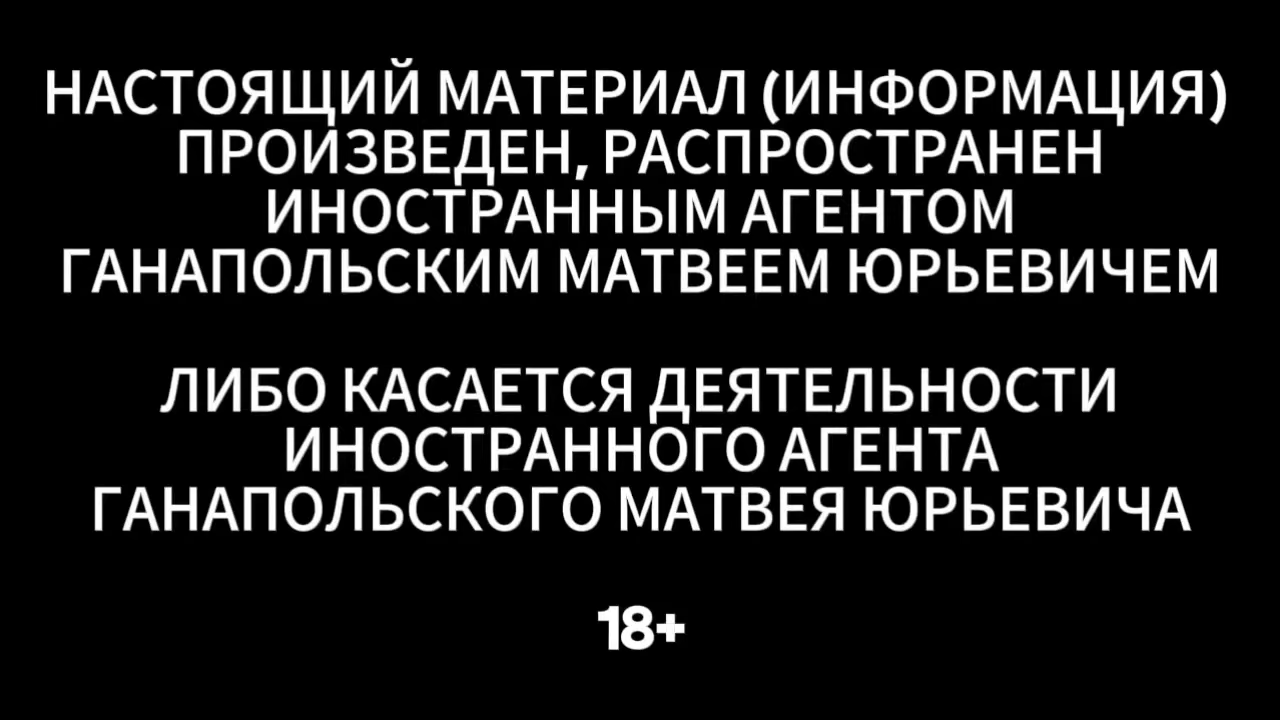 НАСТОЯЩИЙ МАТЕРИАЛ (ИНФОРМАЦИЯ)
ПРОИЗВЕДЕН, РАСПРОСТРАНЕН
ИНОСТРАННЫМ АГЕНТОМ
ГАНАПОЛЬСКИМ МАТВЕЕМ ЮРЬЕВИЧЕМ
ЛИБО КАСАЕТСЯ ДЕЯТЕЛЬНОСТИ
ИНОСТРАННОГО АГЕНТА
ГАНАПОЛЬСКОГО МАТВЕЯ ЮРЬЕВИЧА
18+